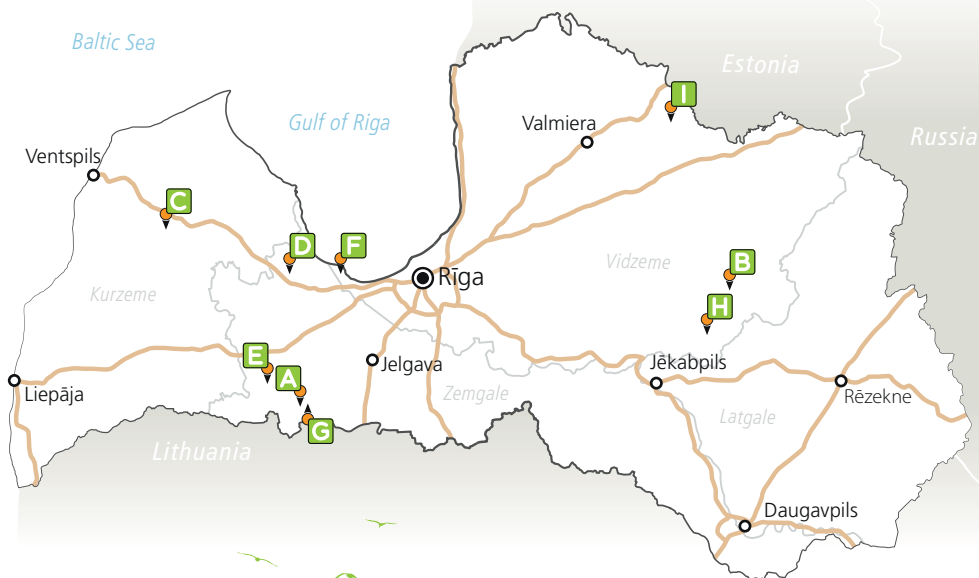 Baltic Sea
Estonia
I
Gulf of Riga
Valmiera
Russia
Ventspils
C
D
F
Vidzeme
B
Rīga
Kurzeme
H
E
A
Jelgava
Jēkabpils
Liepāja
Zemgale
Rēzekne
Latgale
G
Lithuania
Daugavpils